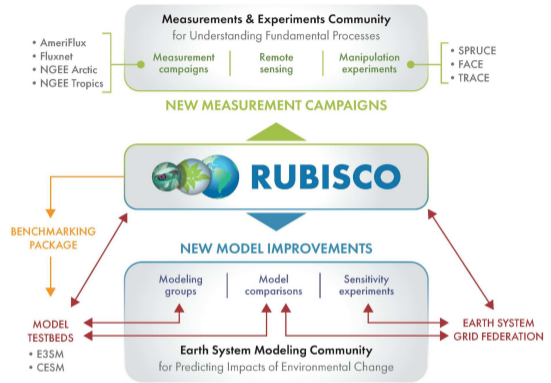 Measurements & Experiments Community
for Understanding Fundamental Processes
• AmeriFlux
• Fluxnet
• NGEE Arctic
• NGEE Tropics
Measurement
campaigns
Remote
sensing
Manipulation
experiments
• SPRUCE
• FACE
• TRACE
NEW MEASUREMENT CAMPAIGNS
RUBISCO
BENCHMARKING
PACKAGE
NEW MODEL IMPROVEMENTS
Modeling
groups
Model
comparisons
Sensitivity
experiments
MODEL
TESTBEDS
• E3SM
• CESM
EARTH SYSTEM
GRID FEDERATION
Earth System Modeling Community
for Predicting Impacts of Environmental Change